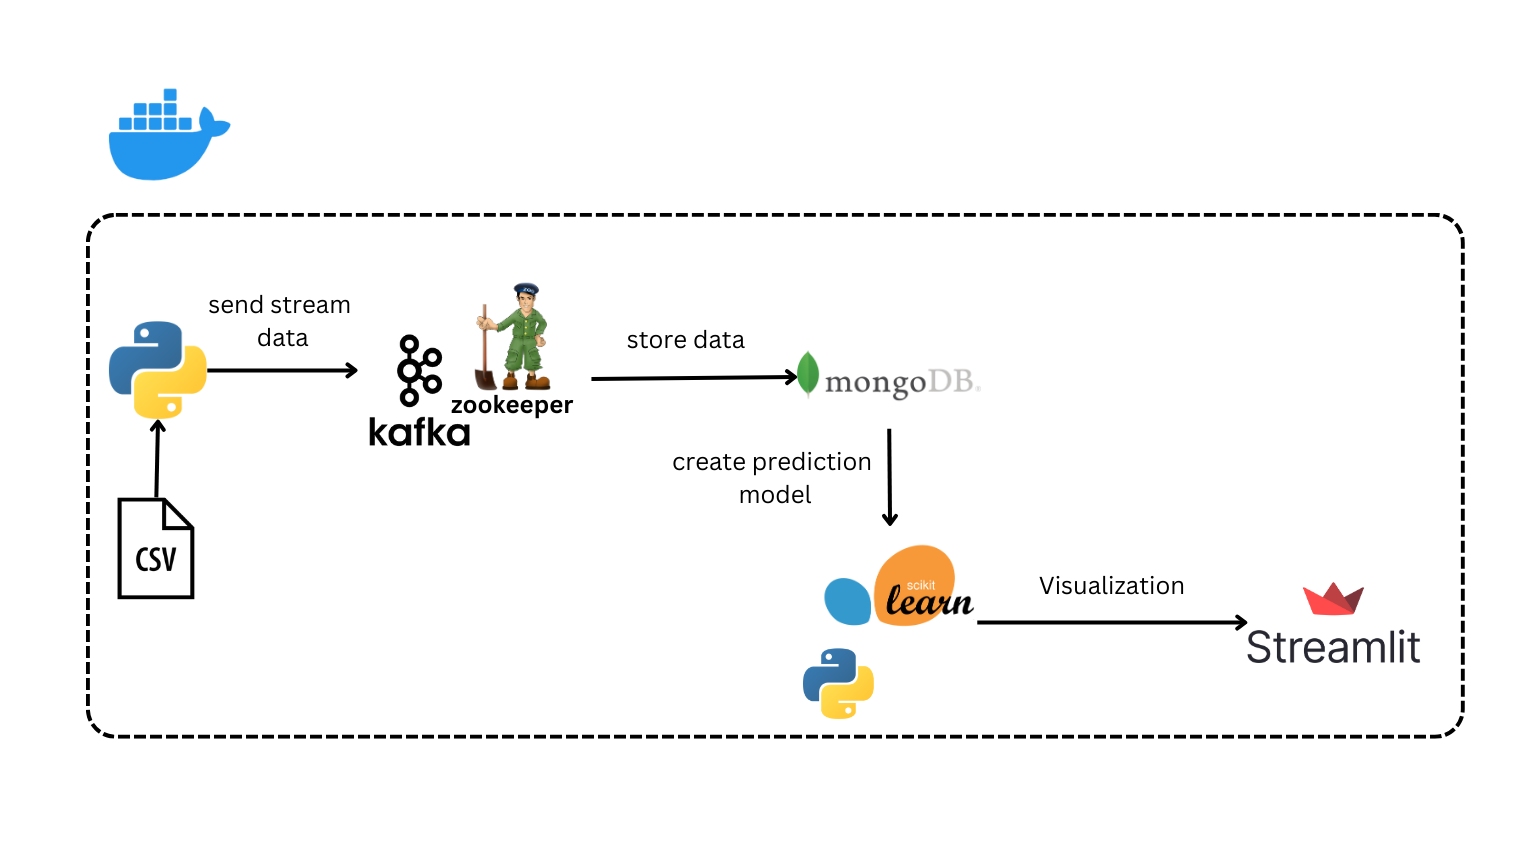 send stream
data
store data
mongoDB®
zookeeper
kafka
create prediction
model
CSV
scikit
learn
Visualization
Streamlit